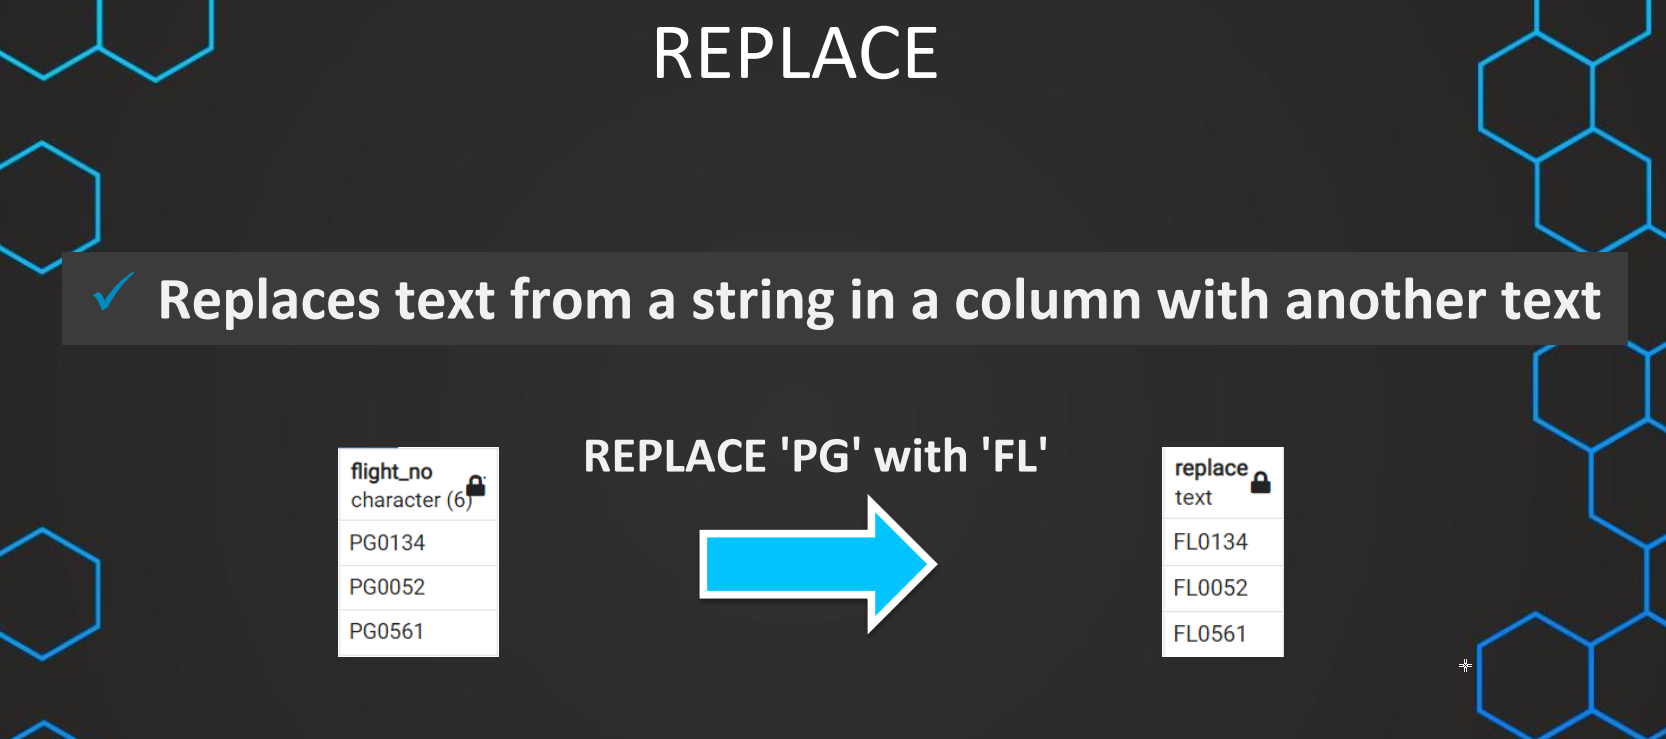 REPLACE
✓ Replaces text from a string in a column with another text
REPLACE 'PG' with 'FL'
flight_no
character (6)
PG0134
PG0052
PG0561
replace
text
FL0134
FL0052
FL0561